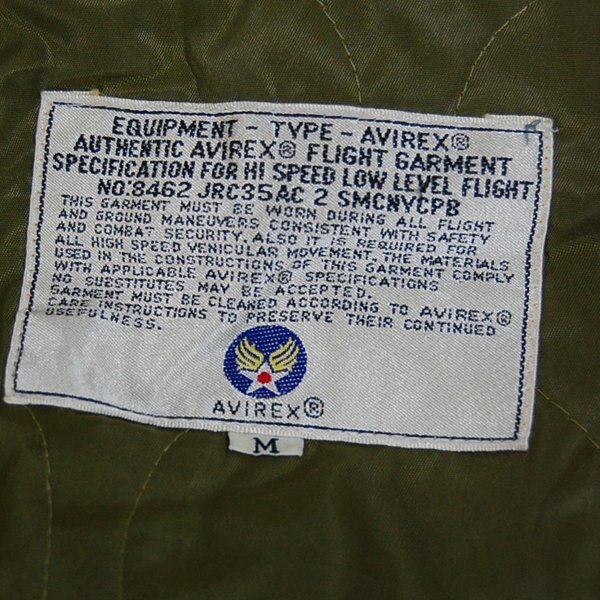 EQUIPMENT - TYPE - AVIREX®
AUTHENTIC AVIREX® FLIGHT GARMENT
SPECIFICATION FOR HI SPEED LOW LEVEL FLIGHT
NO.8462 JRC35AC 2 SMCNYCPB
THIS GARMENT MUST BE WORN DURING ALL FLIGHT
AND GROUND MANEUVERS CONSISTENT WITH SAFETY
AND COMBAT SECURITY. ALSO IT IS REQUIRED FOR
ALL HIGH SPEED VENICULAR MOVEMENT. THE MATERIALS
USED IN THE CONSTRUCTIONS OF THIS GARMENT COMPLY
WITH APPLICABLE AVIREX® SPECIFICATIONS
NO SUBSTITUTES MAY BE ACCEPTED.
GARMENT MUST BE CLEANED ACCORDING TO AVIREX®
CARE INSTRUCTIONS TO PRESERVE THEIR CONTINUED
USEFULNESS.
AVIREX®
M